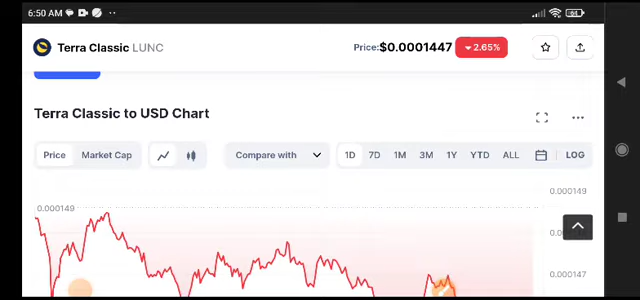 6:50 AM
64
Terra Classic LUNC
Price:$0.0001447 2.65%
Terra Classic to USD Chart
Price Market Cap Compare with 1D 7D 1M 3M 1Y YTD ALL LOG
0.000149
0.000149
0.000147